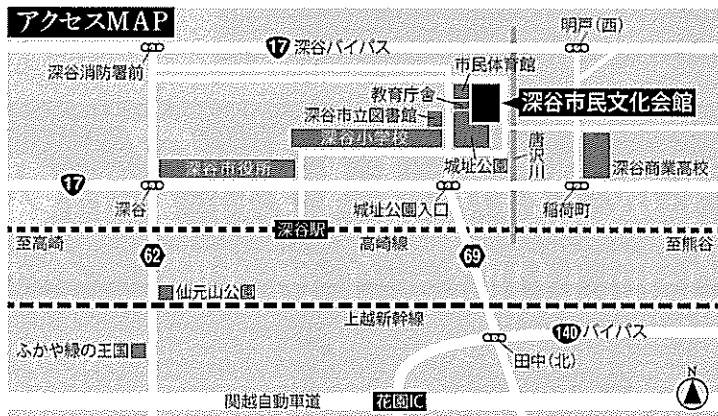 アクセスMAP
明戸(西)
17 深谷バイパス
深谷消防署前
市民体育館
教育庁舎
深谷市民文化会館
深谷市立図書館
深谷小学校
唐沢川
深谷市役所
城址公園
深谷商業高校
17
深谷
城址公園入口
稲荷町
深谷駅
至高崎
高崎線
至熊谷
62
69
仙元山公園
上越新幹線
140 バイパス
ふかや緑の王国
田中(北)
関越自動車道
花園IC
N